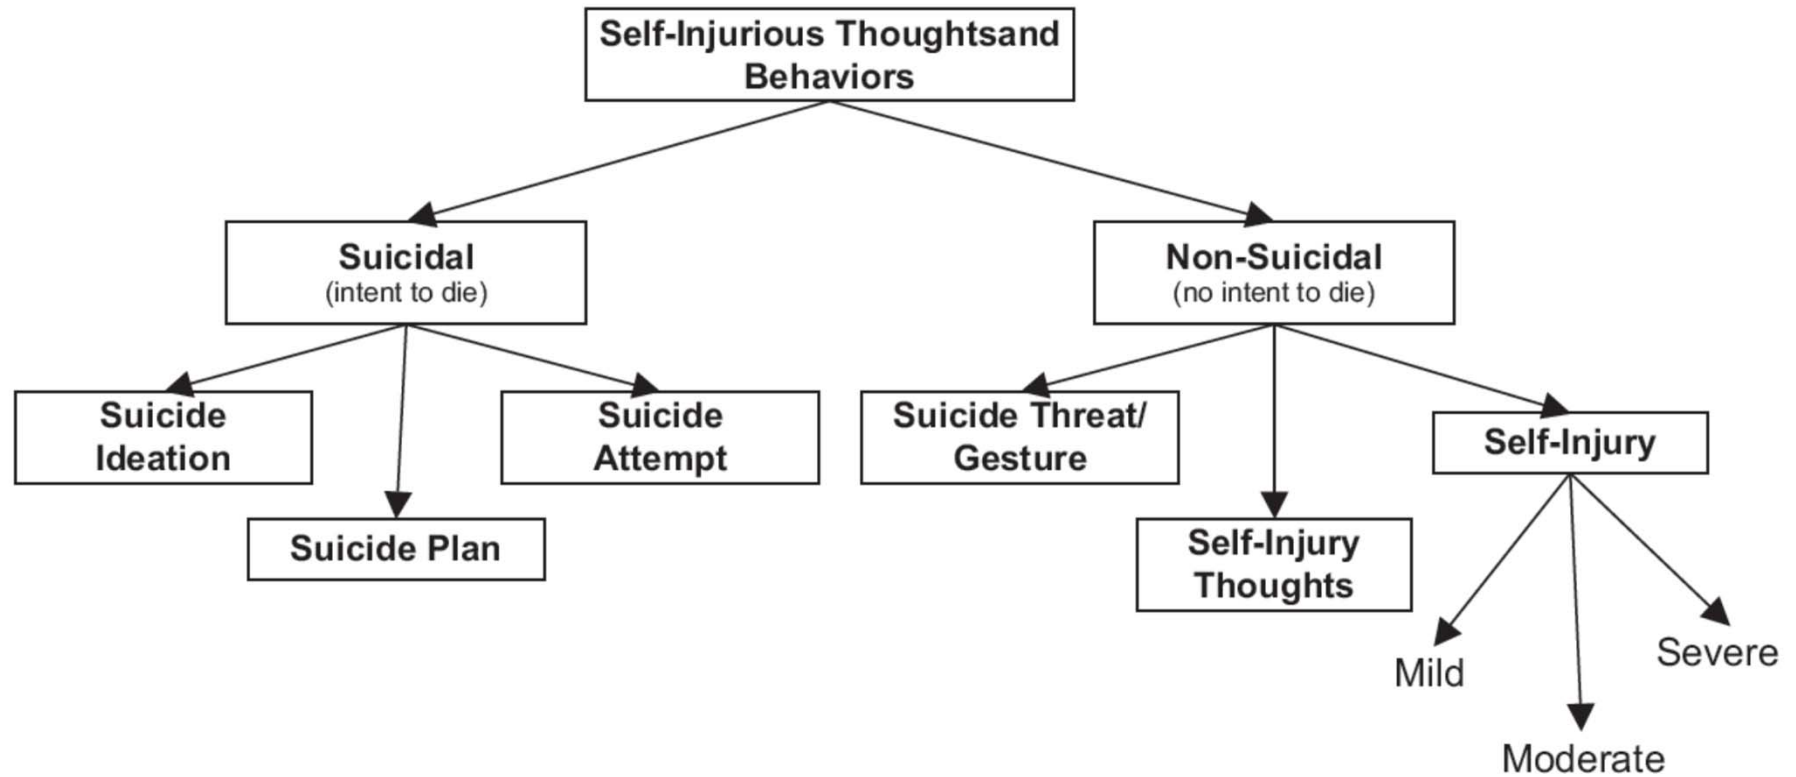 Self-Injurious Thoughtsand
Behaviors
Suicidal
(intent to die)
Non-Suicidal
(no intent to die)
Suicide
Ideation
Suicide
Attempt
Suicide Plan
Suicide Threat/
Gesture
Self-Injury
Self-Injury
Thoughts
Mild
Moderate
Severe